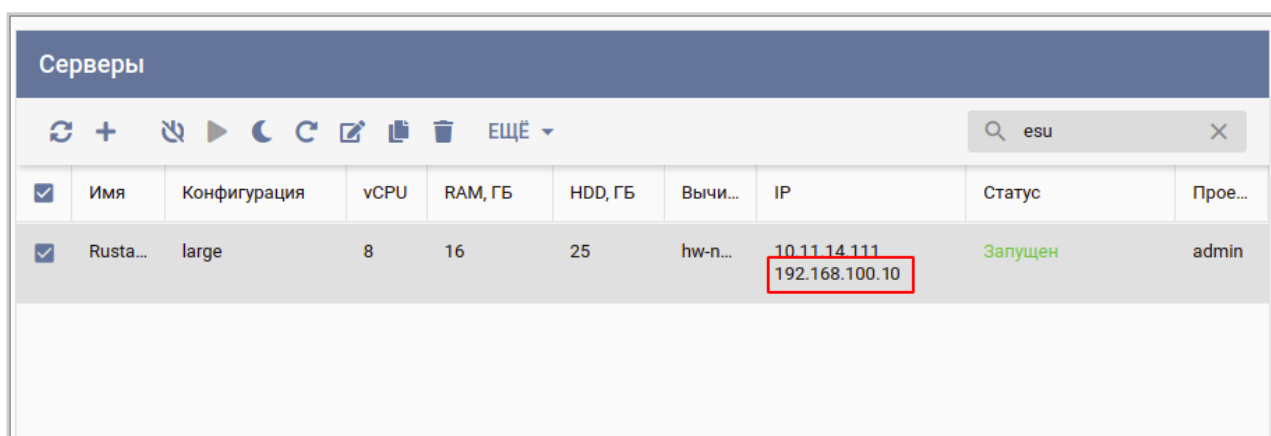 Серверы
ЕЩЁ
esu
Имя Конфигурация vCPU RAM, ГБ HDD, ГБ Вычи... IP Статус Прое...
Rusta... large 8 16 25 hw-n... 10.11.14.111 Запущен admin
192.168.100.10